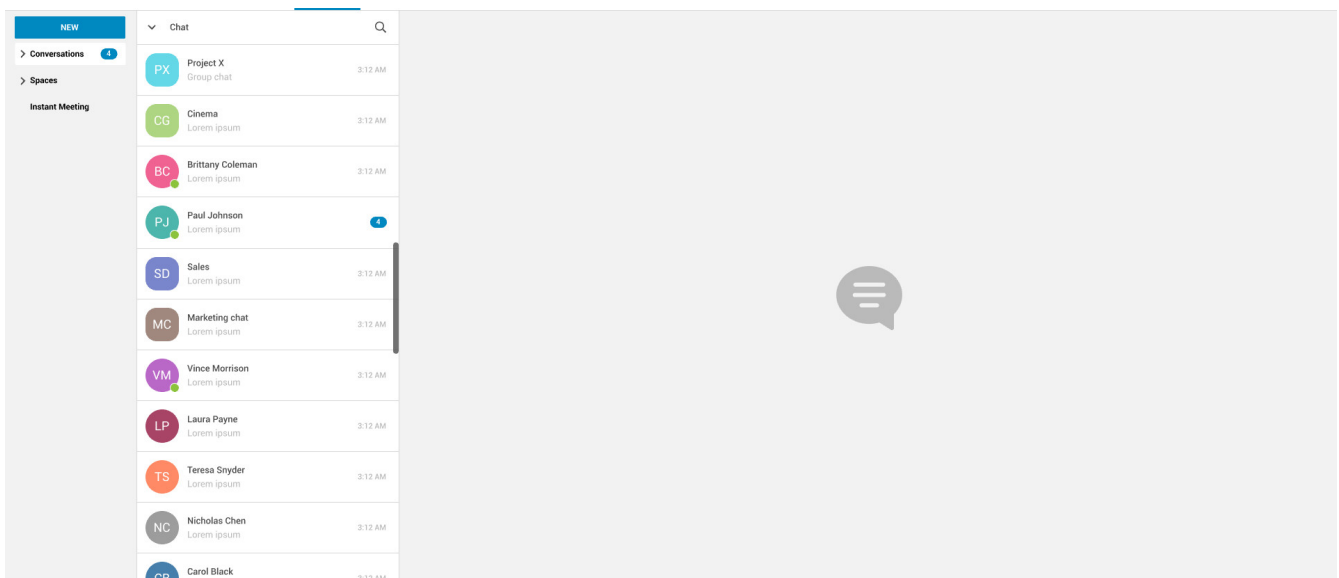 NEW
Conversations 4
Spaces
Instant Meeting
Chat
PX Project X 3:12 AM
Group chat
CG Cinema 3:12 AM
Lorem ipsum
BC Brittany Coleman 3:12 AM
Lorem ipsum
PJ Paul Johnson 4
Lorem ipsum
SD Sales 3:12 AM
Lorem ipsum
MC Marketing chat 3:12 AM
Lorem ipsum
VM Vince Morrison 3:12 AM
Lorem ipsum
LP Laura Payne 3:12 AM
Lorem ipsum
TS Teresa Snyder 3:12 AM
Lorem ipsum
NC Nicholas Chen 3:12 AM
Lorem ipsum
Carol Black
3:12 AM